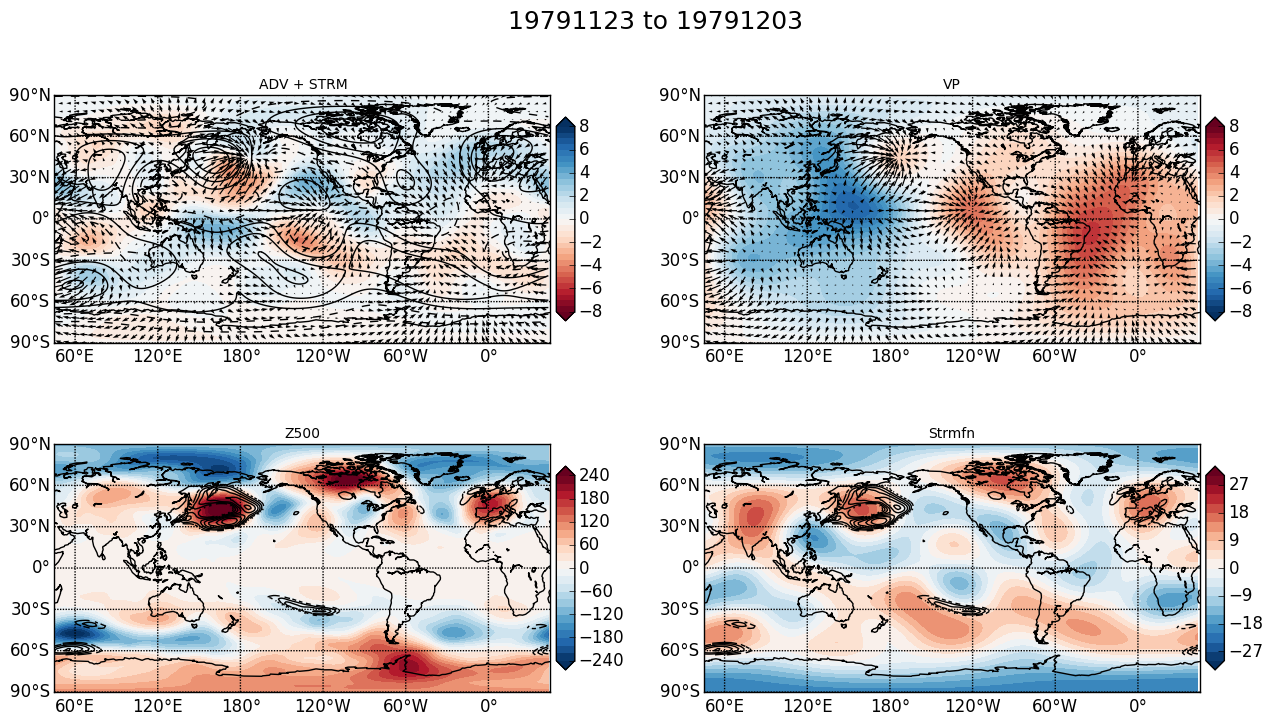 19791123 to 19791203
ADV + STRM
90°N
60°N
30°N
0°
30°S
60°S
90°S
60°E 120°E 180° 120°W 60°W 0°
8
6
4
2
0
−2
−4
−6
−8
VP
90°N
60°N
30°N
0°
30°S
60°S
90°S
60°E 120°E 180° 120°W 60°W 0°
8
6
4
2
0
−2
−4
−6
−8
Z500
90°N
60°N
30°N
0°
30°S
60°S
90°S
60°E 120°E 180° 120°W 60°W 0°
240
180
120
60
0
−60
−120
−180
−240
Strmfn
90°N
60°N
30°N
0°
30°S
60°S
90°S
60°E 120°E 180° 120°W 60°W 0°
27
18
9
0
−9
−18
−27